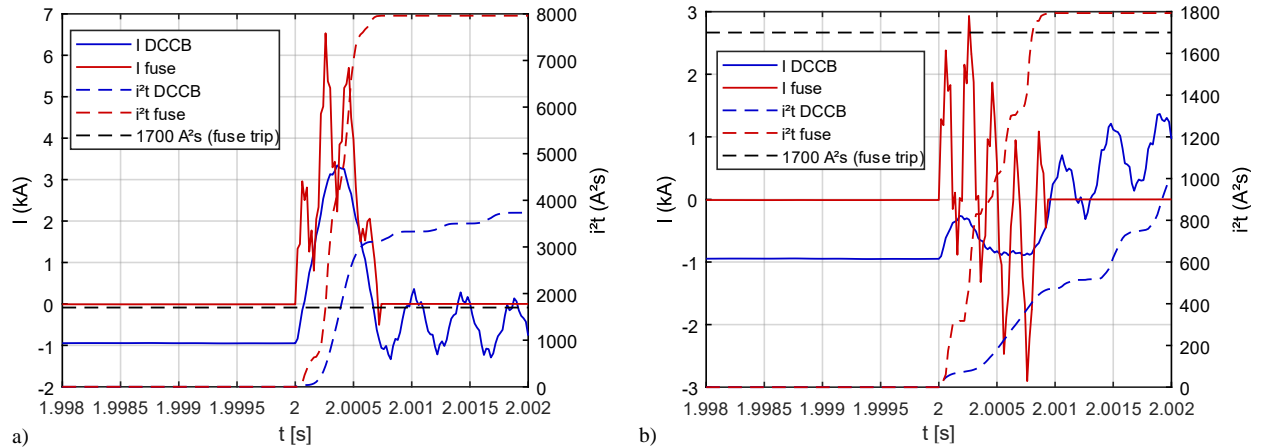 a)
I (kA)
7
6
5
4
3
2
1
0
-1
-2
I DCCB
I fuse
i²t DCCB
i²t fuse
1700 A²s (fuse trip)
8000
7000
6000
5000
4000
3000
2000
1000
0
i²t (A²s)
1.998 1.9985 1.999 1.9995 2 2.0005 2.001 2.0015 2.002
t [s]
b)
I (kA)
3
2
1
0
-1
-2
-3
I DCCB
I fuse
i²t DCCB
i²t fuse
1700 A²s (fuse trip)
1800
1600
1400
1200
1000
800
600
400
200
0
i²t (A²s)
1.998 1.9985 1.999 1.9995 2 2.0005 2.001 2.0015 2.002
t [s]